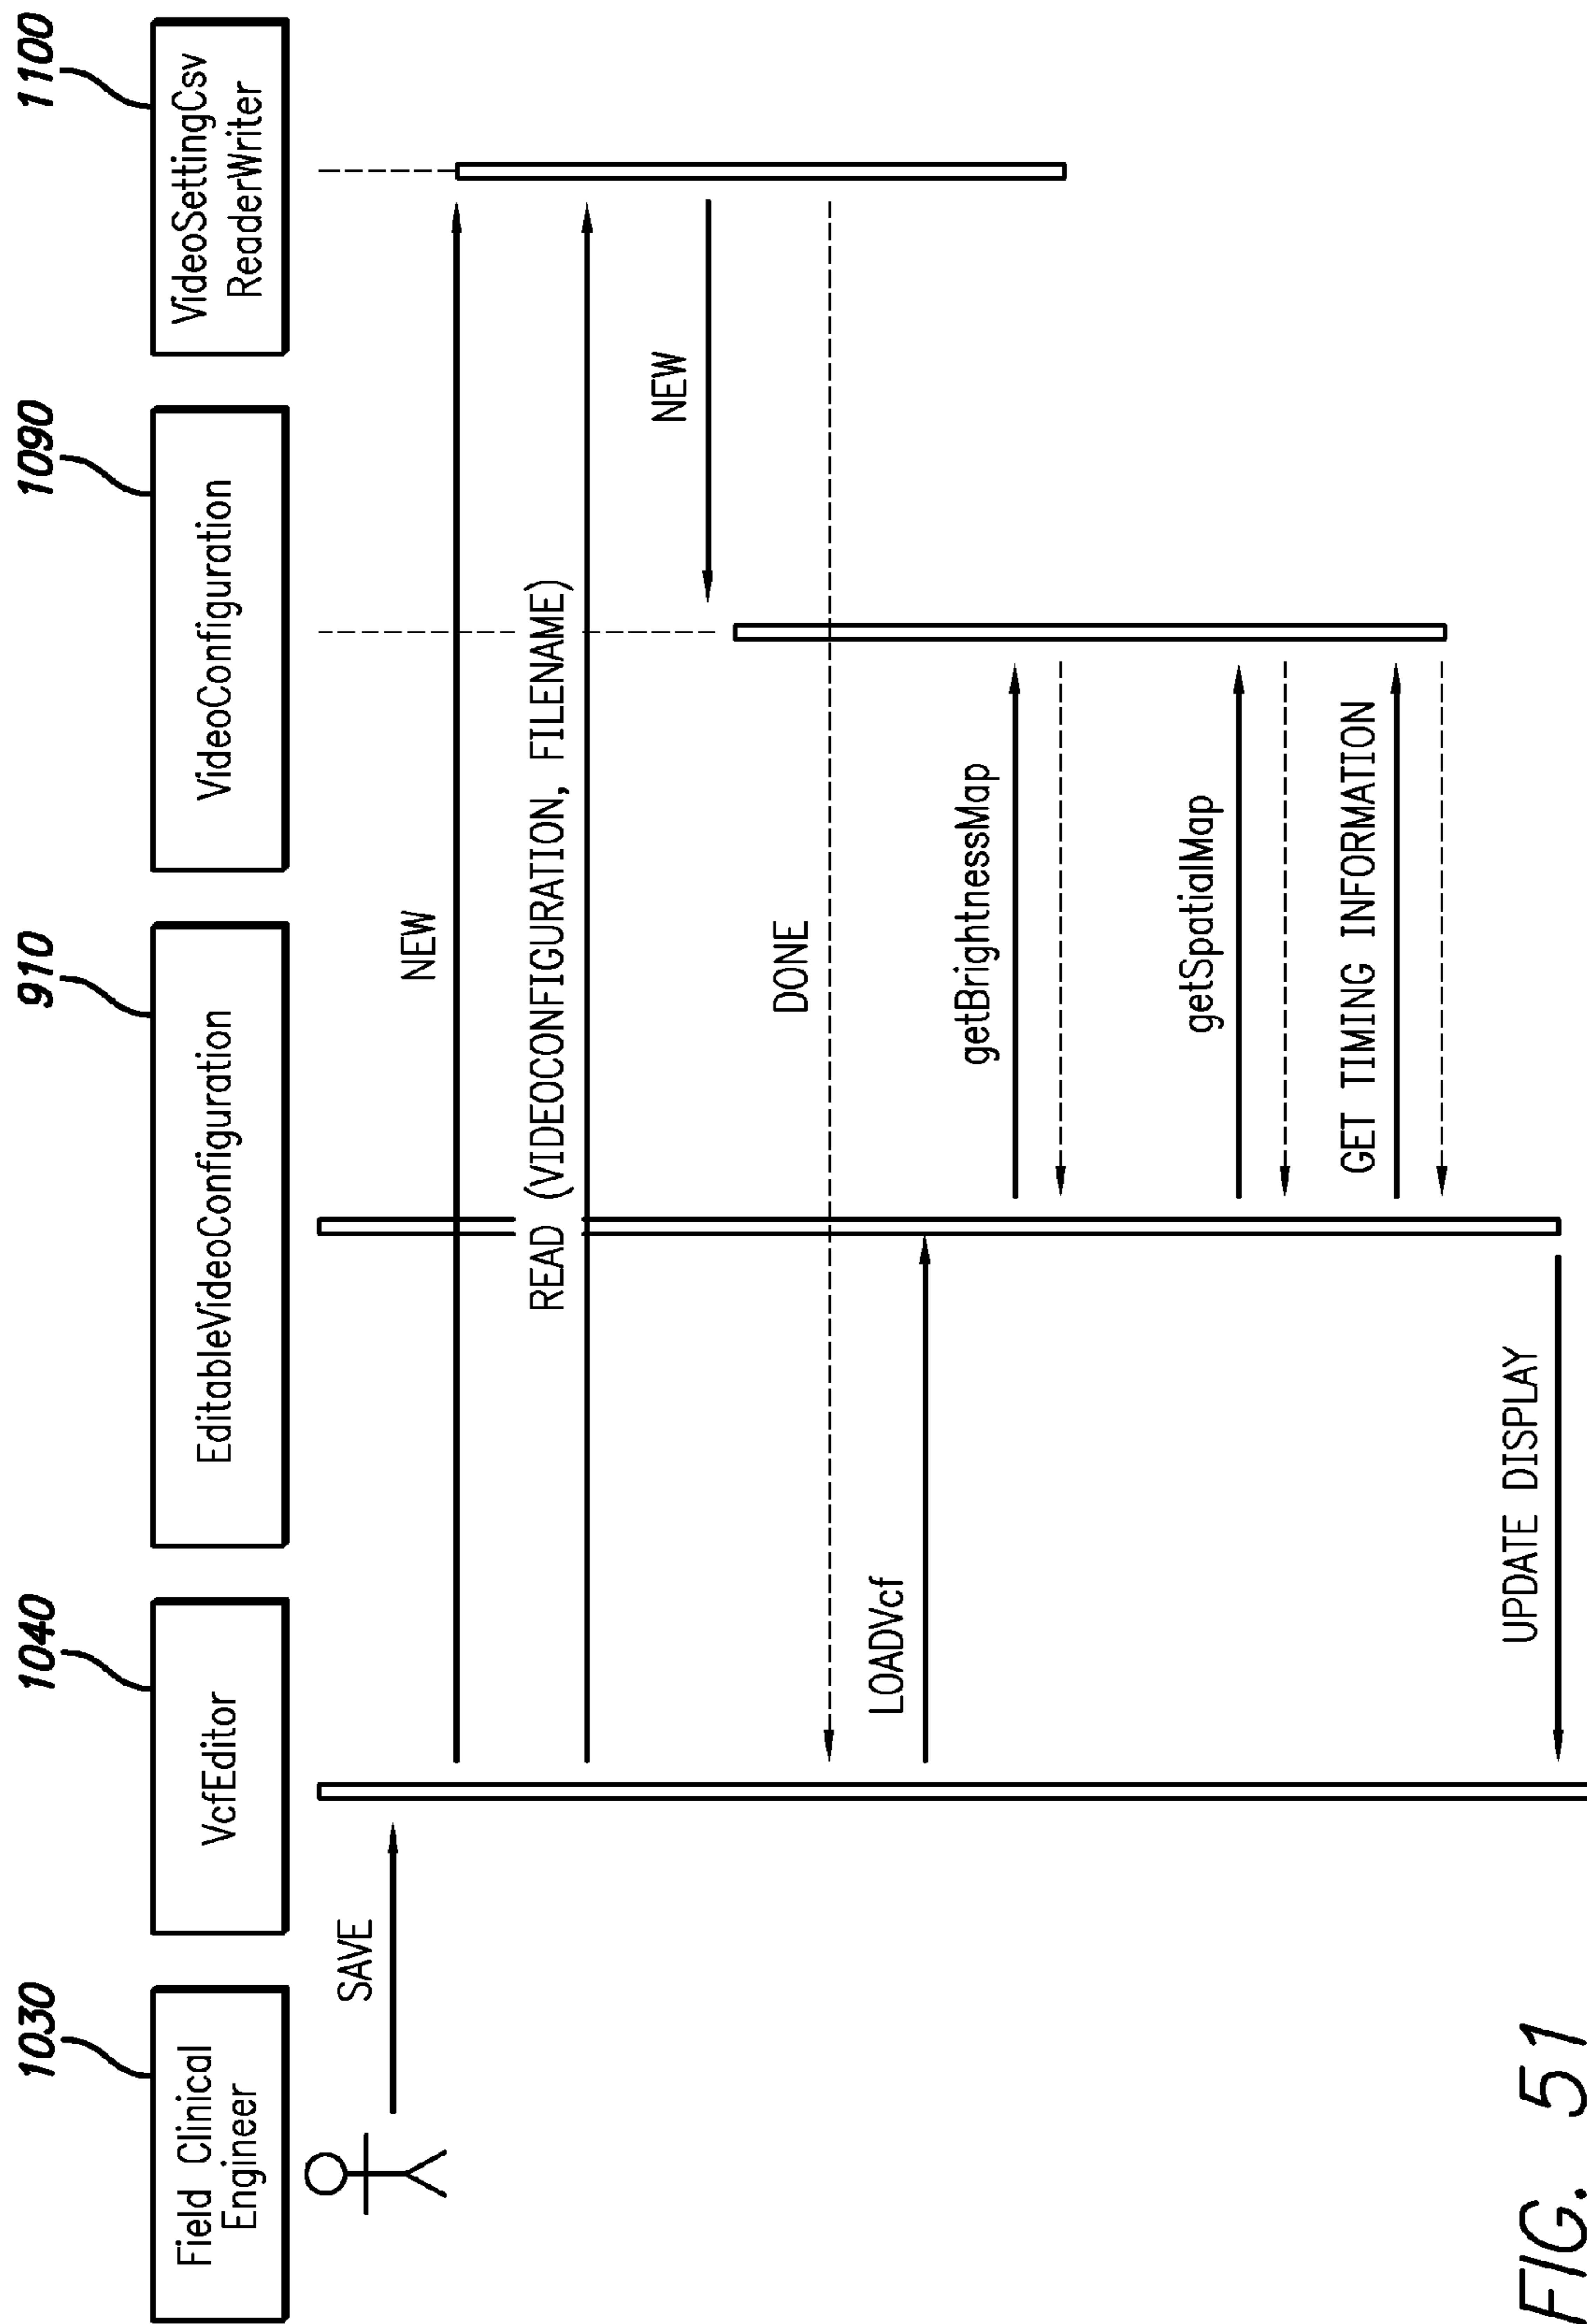 1030
1040
910
1090
1100
Field Clinical
Engineer
VcfEditor
EditableVideoConfiguration
VideoConfiguration
VideoSettingCsv
ReaderWriter
SAVE
NEW
READ (VIDEOCONFIGURATION, FILENAME)
NEW
DONE
LOADVcf
getBrightnessMap
getSpatialMap
GET TIMING INFORMATION
UPDATE DISPLAY
FIG. 51